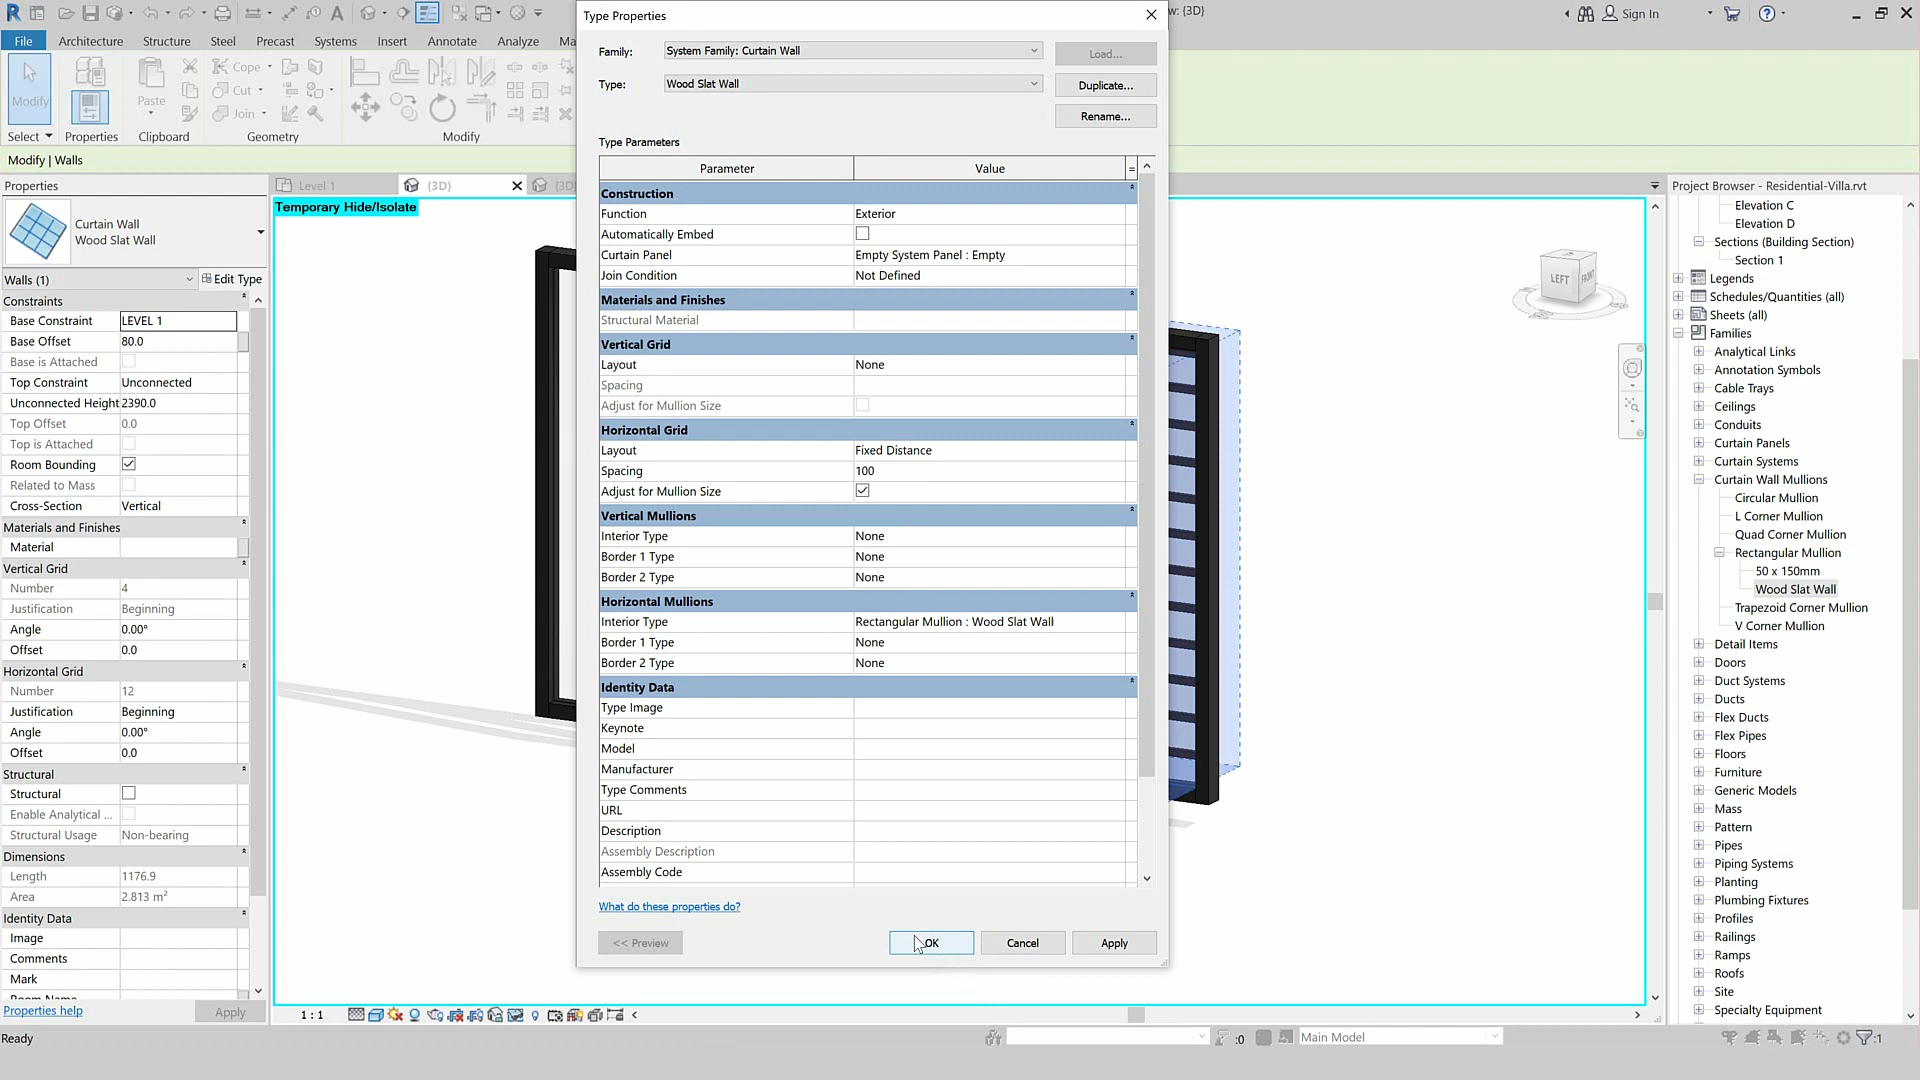 Type Properties
w: {3D}
Sign In
File
Architecture
Structure
Steel
Precast
Systems
Insert
Annotate
Analyze
Ma
Modify
Paste
Cope
Cut
Join
Select
Properties
Clipboard
Geometry
Modify
Modify | Walls
Family:
System Family: Curtain Wall
Load...
Type:
Wood Slat Wall
Duplicate...
Rename...
Type Parameters
Parameter
Value
=
Construction
Function
Exterior
Automatically Embed
Curtain Panel
Empty System Panel : Empty
Join Condition
Not Defined
Materials and Finishes
Structural Material
Vertical Grid
Layout
None
Spacing
Adjust for Mullion Size
Horizontal Grid
Layout
Fixed Distance
Spacing
100
Adjust for Mullion Size
Vertical Mullions
Interior Type
None
Border 1 Type
None
Border 2 Type
None
Horizontal Mullions
Interior Type
Rectangular Mullion : Wood Slat Wall
Border 1 Type
None
Border 2 Type
None
Identity Data
Type Image
Keynote
Model
Manufacturer
Type Comments
URL
Description
Assembly Description
Assembly Code
What do these properties do?
<< Preview
OK
Cancel
Apply
Properties
Curtain Wall
Wood Slat Wall
Walls (1)
Edit Type
Constraints
Base Constraint
LEVEL 1
Base Offset
80.0
Base is Attached
Top Constraint
Unconnected
Unconnected Height
2390.0
Top Offset
0.0
Top is Attached
Room Bounding
Related to Mass
Cross-Section
Vertical
Materials and Finishes
Material
Vertical Grid
Number
4
Justification
Beginning
Angle
0.00°
Offset
0.0
Horizontal Grid
Number
12
Justification
Beginning
Angle
0.00°
Offset
0.0
Structural
Structural
Enable Analytical ...
Structural Usage
Non-bearing
Dimensions
Length
1176.9
Area
2.813 m²
Identity Data
Image
Comments
Mark
Room Name
Properties help
Apply
Level 1
{3D}
{3D
Temporary Hide/Isolate
LEFT
FRONT
1 : 1
Ready
:0
Main Model
:1
Project Browser - Residential-Villa.rvt
Elevation C
Elevation D
Sections (Building Section)
Section 1
Legends
Schedules/Quantities (all)
Sheets (all)
Families
Analytical Links
Annotation Symbols
Cable Trays
Ceilings
Conduits
Curtain Panels
Curtain Systems
Curtain Wall Mullions
Circular Mullion
L Corner Mullion
Quad Corner Mullion
Rectangular Mullion
50 x 150mm
Wood Slat Wall
Trapezoid Corner Mullion
V Corner Mullion
Detail Items
Doors
Duct Systems
Ducts
Flex Ducts
Flex Pipes
Floors
Furniture
Generic Models
Mass
Pattern
Pipes
Piping Systems
Planting
Plumbing Fixtures
Profiles
Railings
Ramps
Roofs
Site
Specialty Equipment